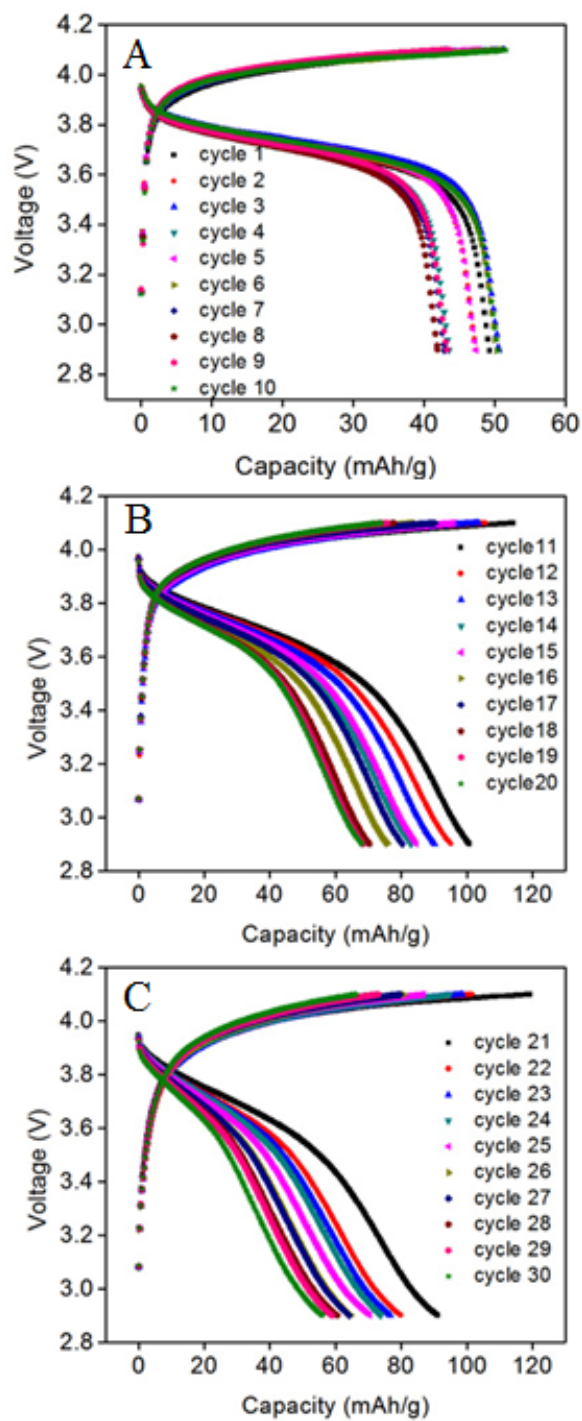 A
4.2
4.0
3.8
3.6
3.4
3.2
3.0
2.8
Voltage (V)
cycle 1
cycle 2
cycle 3
cycle 4
cycle 5
cycle 6
cycle 7
cycle 8
cycle 9
cycle 10
0 10 20 30 40 50 60
Capacity (mAh/g)
B
4.2
4.0
3.8
3.6
3.4
3.2
3.0
2.8
Voltage (V)
cycle11
cycle12
cycle13
cycle14
cycle15
cycle16
cycle17
cycle18
cycle19
cycle20
0 20 40 60 80 100 120
Capacity (mAh/g)
C
4.2
4.0
3.8
3.6
3.4
3.2
3.0
2.8
Voltage (V)
cycle 21
cycle 22
cycle 23
cycle 24
cycle 25
cycle 26
cycle 27
cycle 28
cycle 29
cycle 30
0 20 40 60 80 100 120
Capacity (mAh/g)